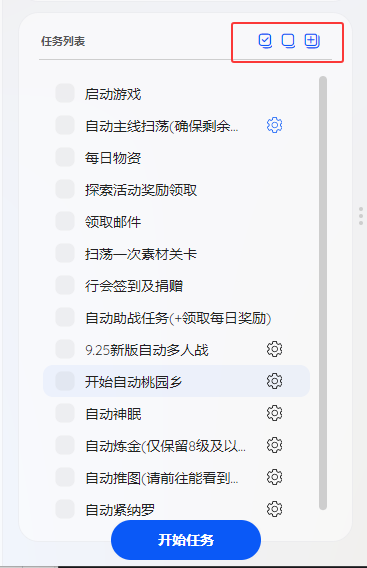 任务列表
启动游戏
自动主线扫荡(确保剩余...
每日物资
探索活动奖励领取
领取邮件
扫荡一次素材关卡
行会签到及捐赠
自动助战任务(+领取每日奖励)
9.25新版自动多人战
开始自动桃园乡
自动神眠
自动炼金(仅保留8级及以...
自动推图(请前往能看到...
自动紧纳罗
开始任务